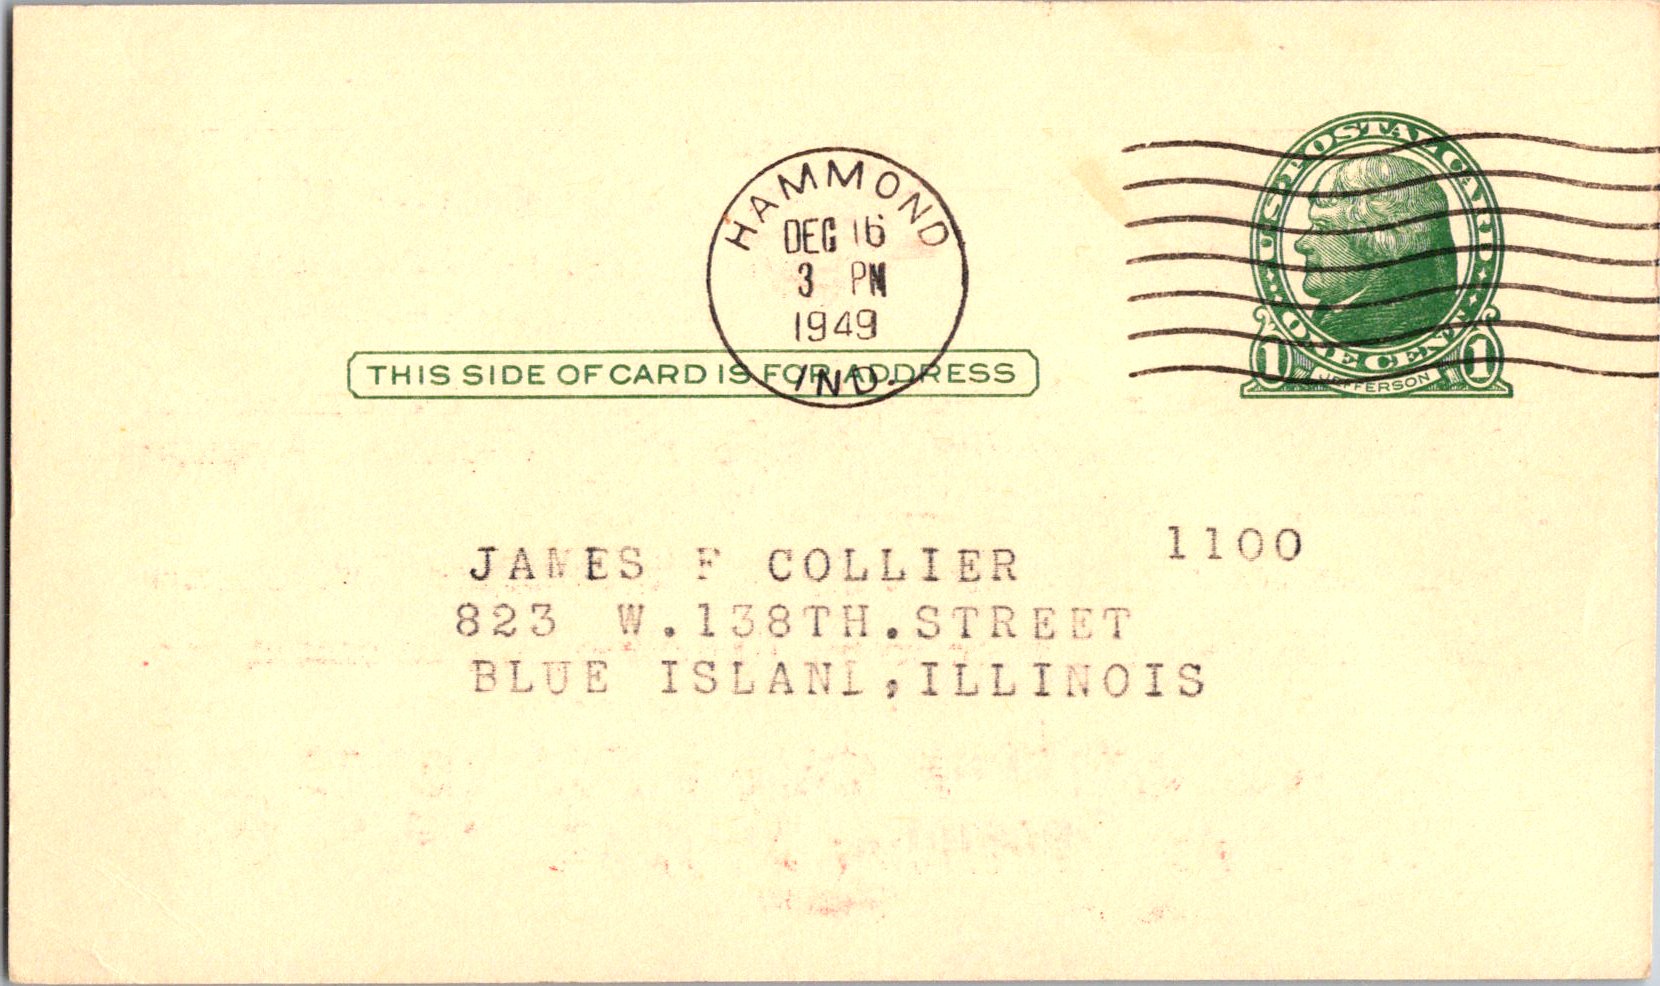 U.S. POSTAL CARD
ONE CENT
1 JEFFERSON 1
HAMMOND
DEC 16
3 PM
1949
IND.
THIS SIDE OF CARD IS FOR ADDRESS
1100
JAMES F COLLIER
823 W.138TH.STREET
BLUE ISLAND,ILLINOIS